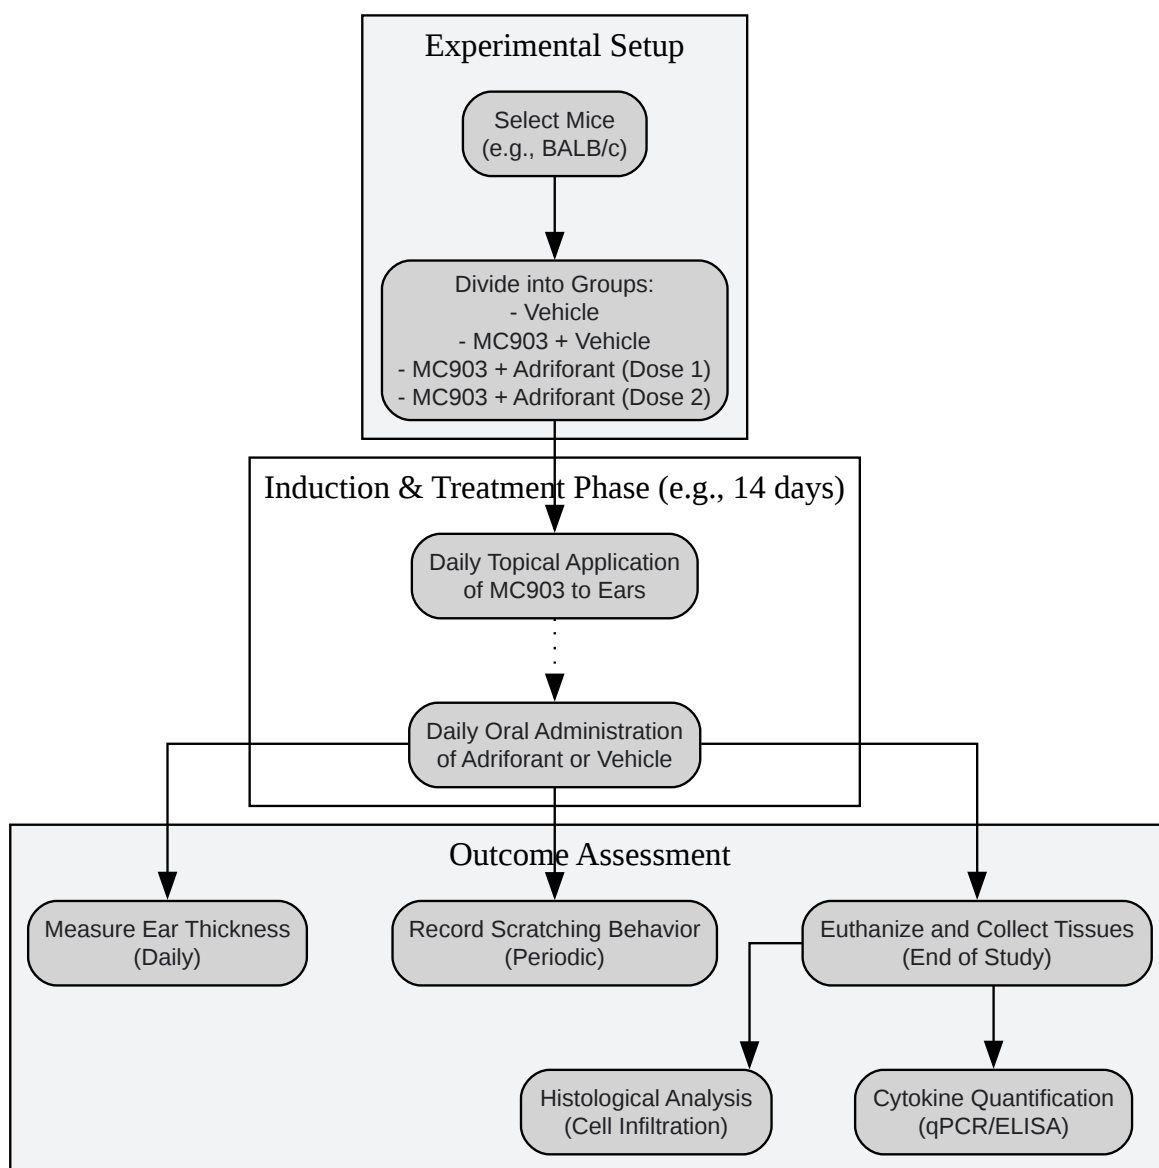 Experimental Setup
Select Mice
(e.g., BALB/c)
Divide into Groups:
- Vehicle
- MC903 + Vehicle
- MC903 + Adriforant (Dose 1)
- MC903 + Adriforant (Dose 2)
Induction & Treatment Phase (e.g., 14 days)
Daily Topical Application
of MC903 to Ears
Daily Oral Administration
of Adriforant or Vehicle
Outcome Assessment
Measure Ear Thickness
(Daily)
Record Scratching Behavior
(Periodic)
Euthanize and Collect Tissues
(End of Study)
Histological Analysis
(Cell Infiltration)
Cytokine Quantification
(qPCR/ELISA)